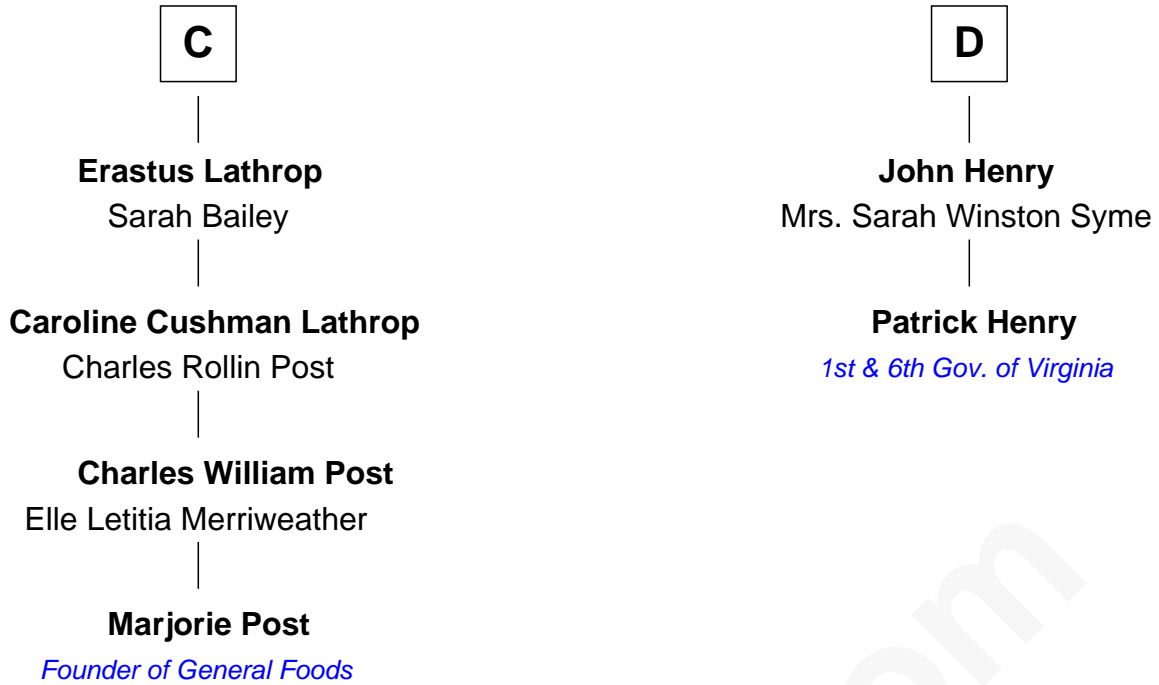 C
Erastus Lathrop
Sarah Bailey
Caroline Cushman Lathrop
Charles Rollin Post
Charles William Post
Elle Letitia Merriweather
Marjorie Post
Founder of General Foods
D
John Henry
Mrs. Sarah Winston Syme
Patrick Henry
1st & 6th Gov. of Virginia
om